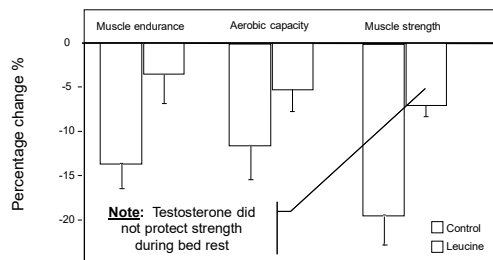 Muscle endurance Aerobic capacity Muscle strength
0
-5
-10
-15
-20
Percentage change %
Note: Testosterone did
not protect strength
during bed rest
Control
Leucine